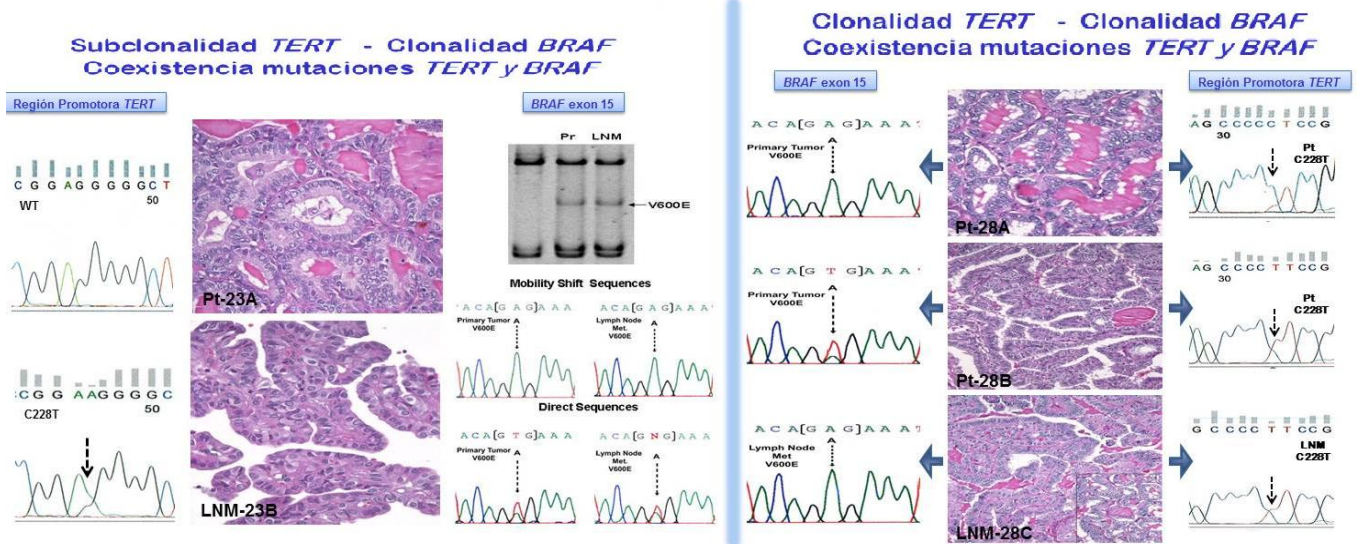 Subclonalidad TERT - Clonalidad BRAF
Coexistencia mutaciones TERT y BRAF
Región Promotora TERT
BRAF exon 15
C G G A G G G G G C T
50
WT
Pt-23A
Pr LNM
V600E
Mobility Shift Sequences
A C A [G A G] A A A T
Primary Tumor A
V600E
A C A [G A G] A A A T
Lymph Node A
Met.
V600E
Direct Sequences
C G G A A G G G G C
50
C228T
LNM-23B
A C A [G T G] A A A
Primary Tumor A
V600E
A C A [G N G] A A A
Lymph Node A
Met.
V600E
Clonalidad TERT - Clonalidad BRAF
Coexistencia mutaciones TERT y BRAF
BRAF exon 15
Región Promotora TERT
A C A [G A G] A A A T
Primary Tumor A
V600E
Pt-28A
A G C C C C C T C C G
30
Pt
C228T
A C A [G T G] A A A T
Primary Tumor A
V600E
Pt-28B
A G C C C C T T C C G
30
Pt
C228T
A C A [G A G] A A A T
Lymph Node A
Met
V600E
LNM-28C
G C C C C T T C C G
LNM
C228T